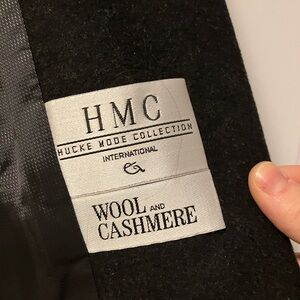 HMC
HUCKE MODE COLLECTION
INTERNATIONAL
WOOL AND
CASHMERE